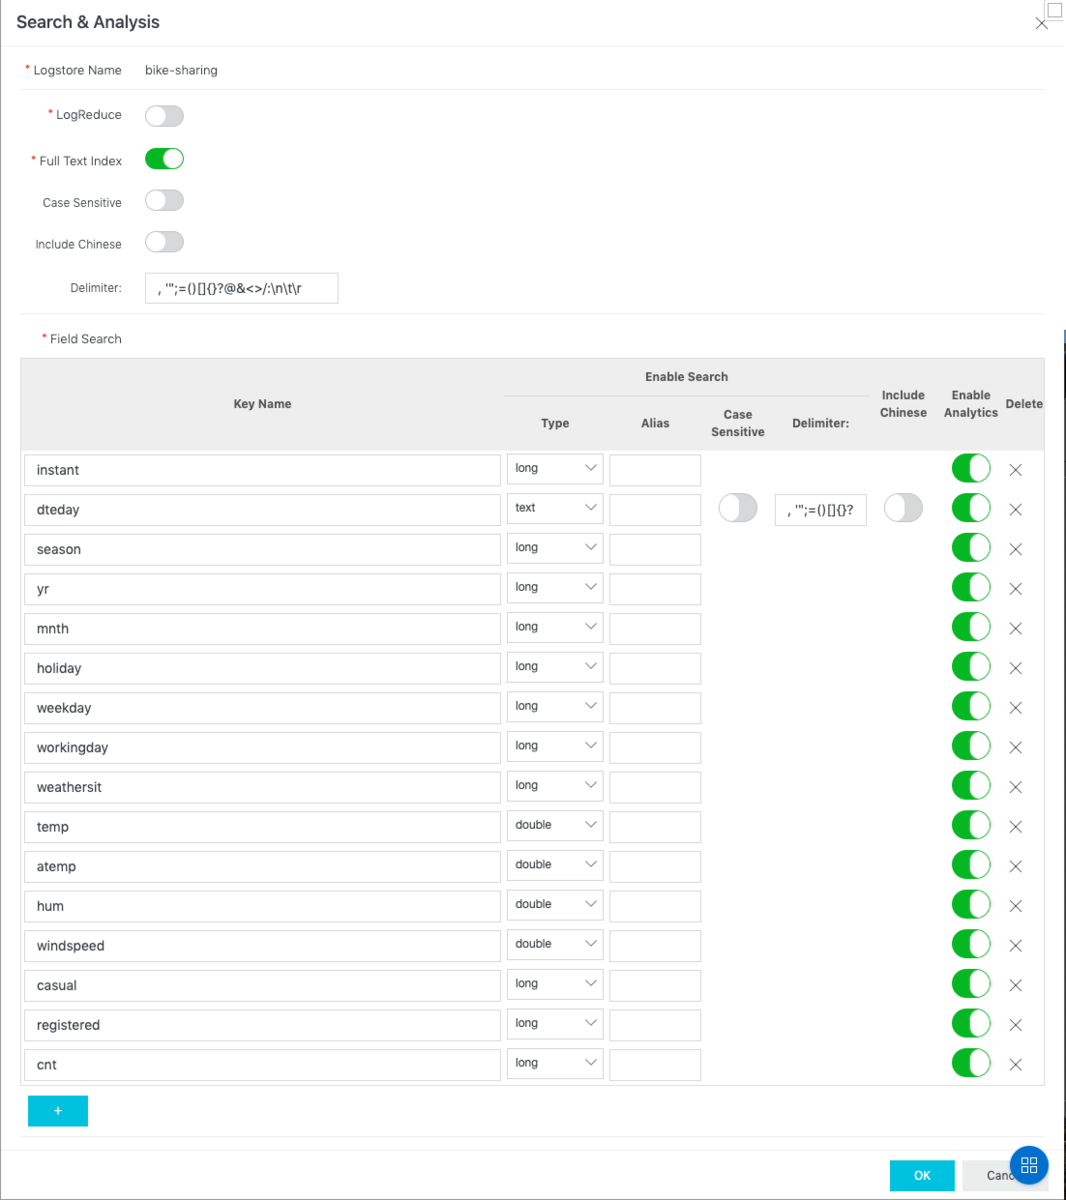 Search & Analysis
* Logstore Name bike-sharing
* LogReduce
* Full Text Index
Case Sensitive
Include Chinese
Delimiter: , '";=()[]{}?@&<>/:\n\t\r
* Field Search
Enable Search
Key Name Type Alias Case Sensitive Delimiter: Include Chinese Enable Analytics Delete
instant long
dteday text , '";=()[]{}?
season long
yr long
mnth long
holiday long
weekday long
workingday long
weathersit long
temp double
atemp double
hum double
windspeed double
casual long
registered long
cnt long
+
OK